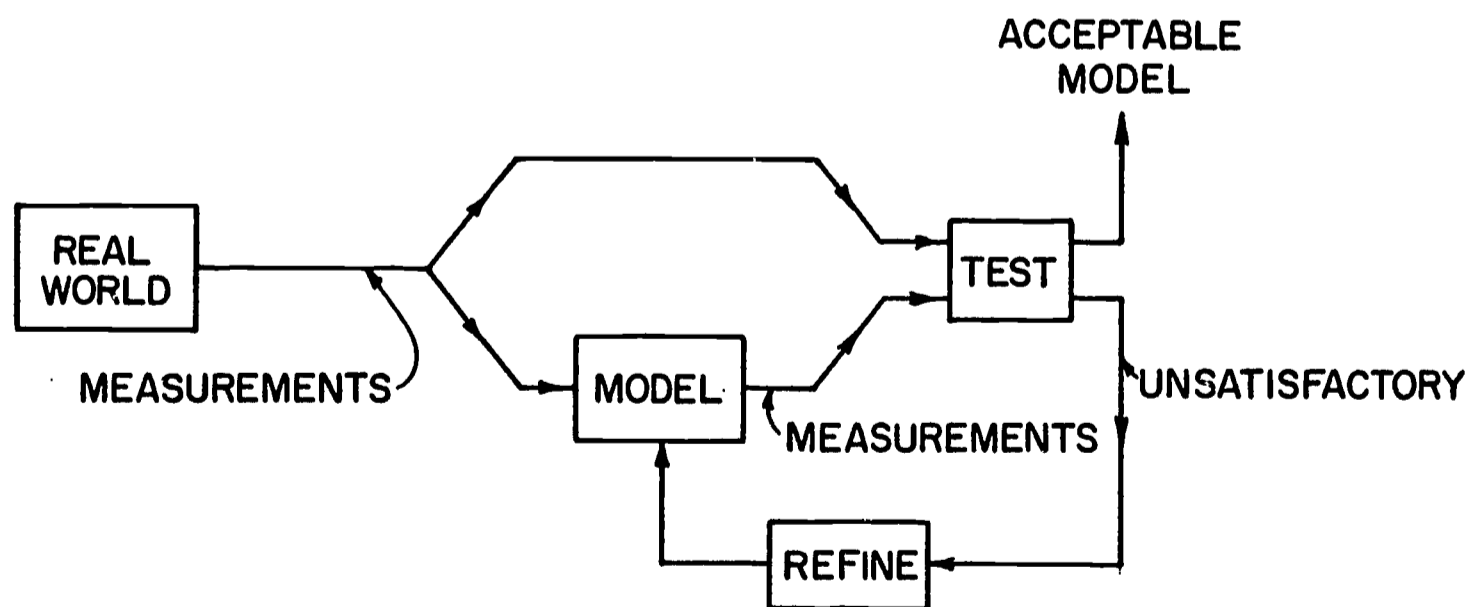 ACCEPTABLE
MODEL
REAL
WORLD
TEST
MEASUREMENTS
MODEL
UNSATISFACTORY
MEASUREMENTS
REFINE